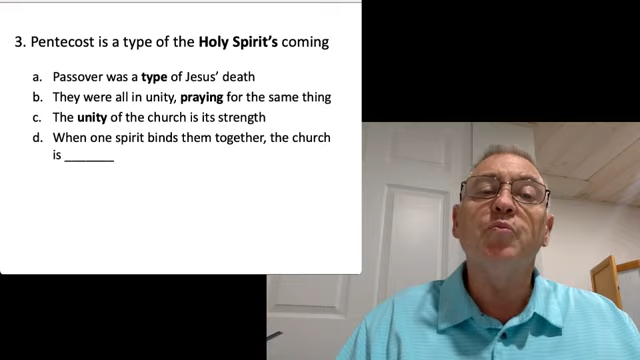 3. Pentecost is a type of the Holy Spirit's coming
a. Passover was a type of Jesus' death
b. They were all in unity, praying for the same thing
c. The unity of the church is its strength
d. When one spirit binds them together, the church
is _______